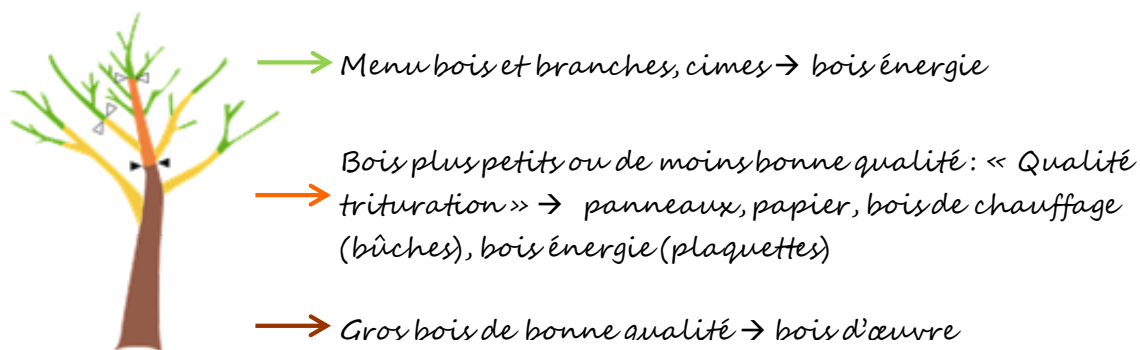 Menu bois et branches, cimes → bois énergie
Bois plus petits ou de moins bonne qualité : « Qualité
trituration » → panneaux, papier, bois de chauffage
(bûches), bois énergie (plaquettes)
Gros bois de bonne qualité → bois d’œuvre